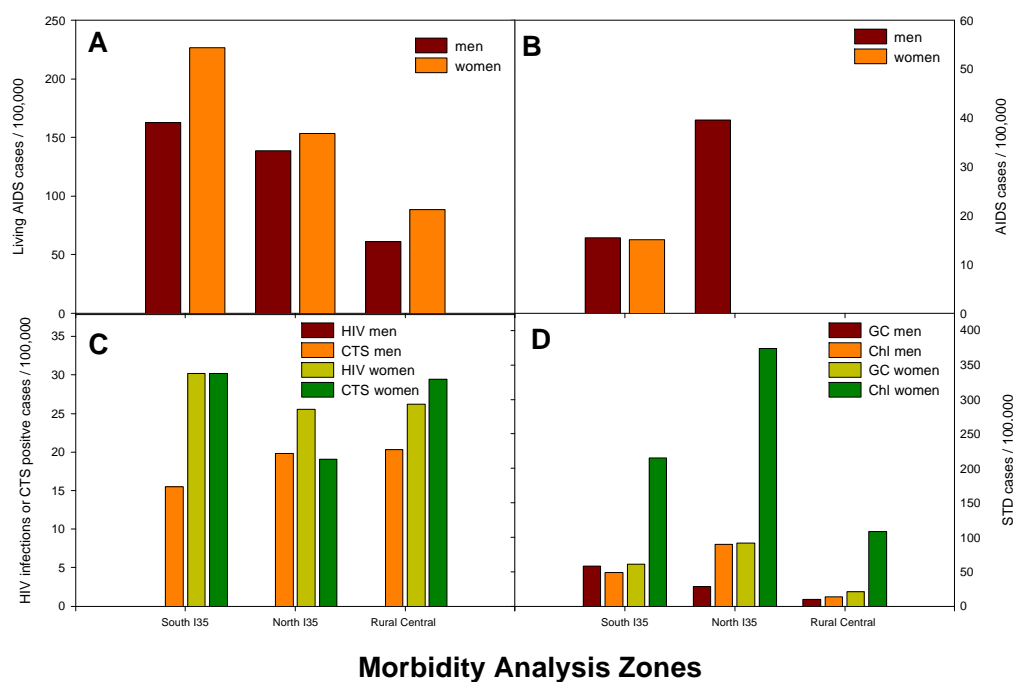 A
men
women
250
200
150
100
50
0
Living AIDS cases / 100,000
B
men
women
60
50
40
30
20
10
0
AIDS cases / 100,000
C
HIV men
CTS men
HIV women
CTS women
35
30
25
20
15
10
5
0
HIV infections or CTS positve cases / 100,000
South I35
North I35
Rural Central
D
GC men
Chl men
GC women
Chl women
400
350
300
250
200
150
100
50
0
STD cases / 100.000
South I35
North I35
Rural Central
Morbidity Analysis Zones